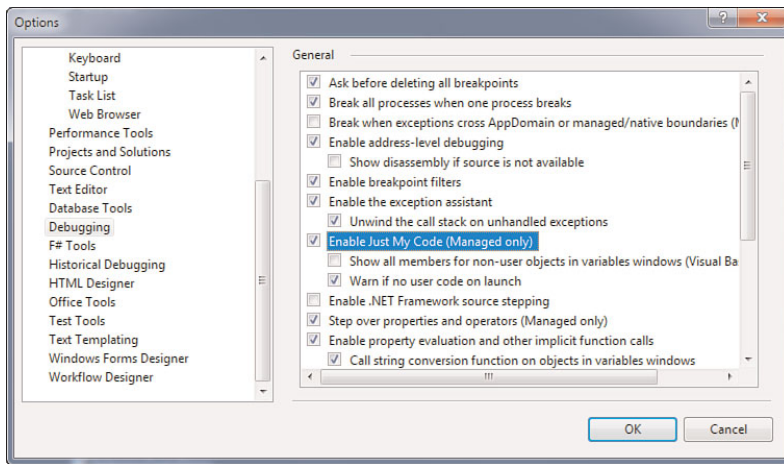 Options
Keyboard
Startup
Task List
Web Browser
Performance Tools
Projects and Solutions
Source Control
Text Editor
Database Tools
Debugging
F# Tools
Historical Debugging
HTML Designer
Office Tools
Test Tools
Text Templating
Windows Forms Designer
Workflow Designer
General
Ask before deleting all breakpoints
Break all processes when one process breaks
Break when exceptions cross AppDomain or managed/native boundaries (
Enable address-level debugging
Show disassembly if source is not available
Enable breakpoint filters
Enable the exception assistant
Unwind the call stack on unhandled exceptions
Enable Just My Code (Managed only)
Show all members for non-user objects in variables windows (Visual Ba
Warn if no user code on launch
Enable .NET Framework source stepping
Step over properties and operators (Managed only)
Enable property evaluation and other implicit function calls
Call string conversion function on objects in variables windows
OK
Cancel